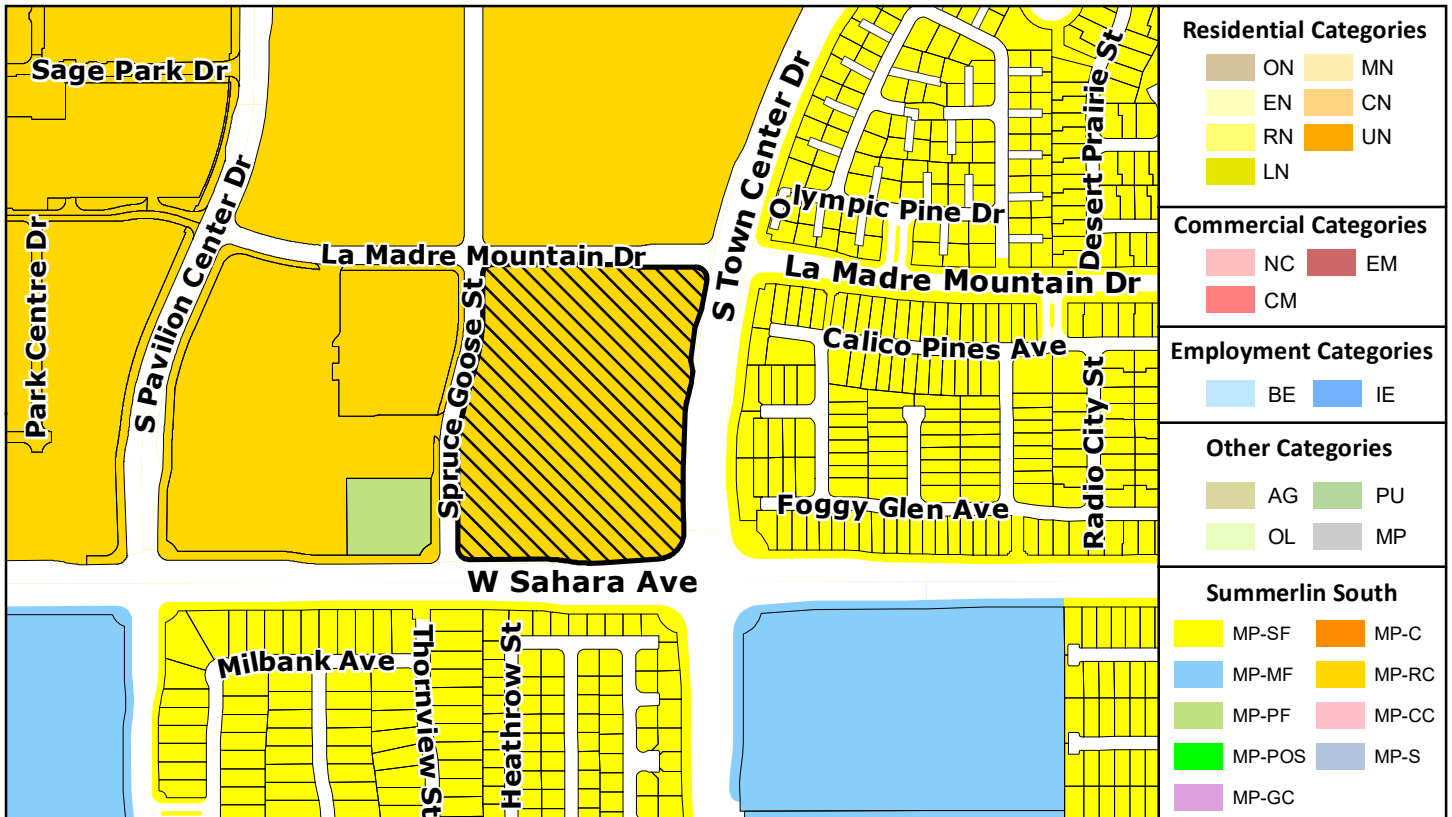 Sage Park Dr
S Pavilion Center Dr
Park Centre Dr
La Madre Mountain Dr
Spruce Goose St
S Town Center Dr
Olympic Pine Dr
Desert Prairie St
La Madre Mountain Dr
Calico Pines Ave
Radio City St
Foggy Glen Ave
W Sahara Ave
Milbank Ave
Thornview St
Heathrow St
Residential Categories
ON MN
EN CN
RN UN
LN
Commercial Categories
NC EM
CM
Employment Categories
BE IE
Other Categories
AG PU
OL MP
Summerlin South
MP-SF MP-C
MP-MF MP-RC
MP-PF MP-CC
MP-POS MP-S
MP-GC